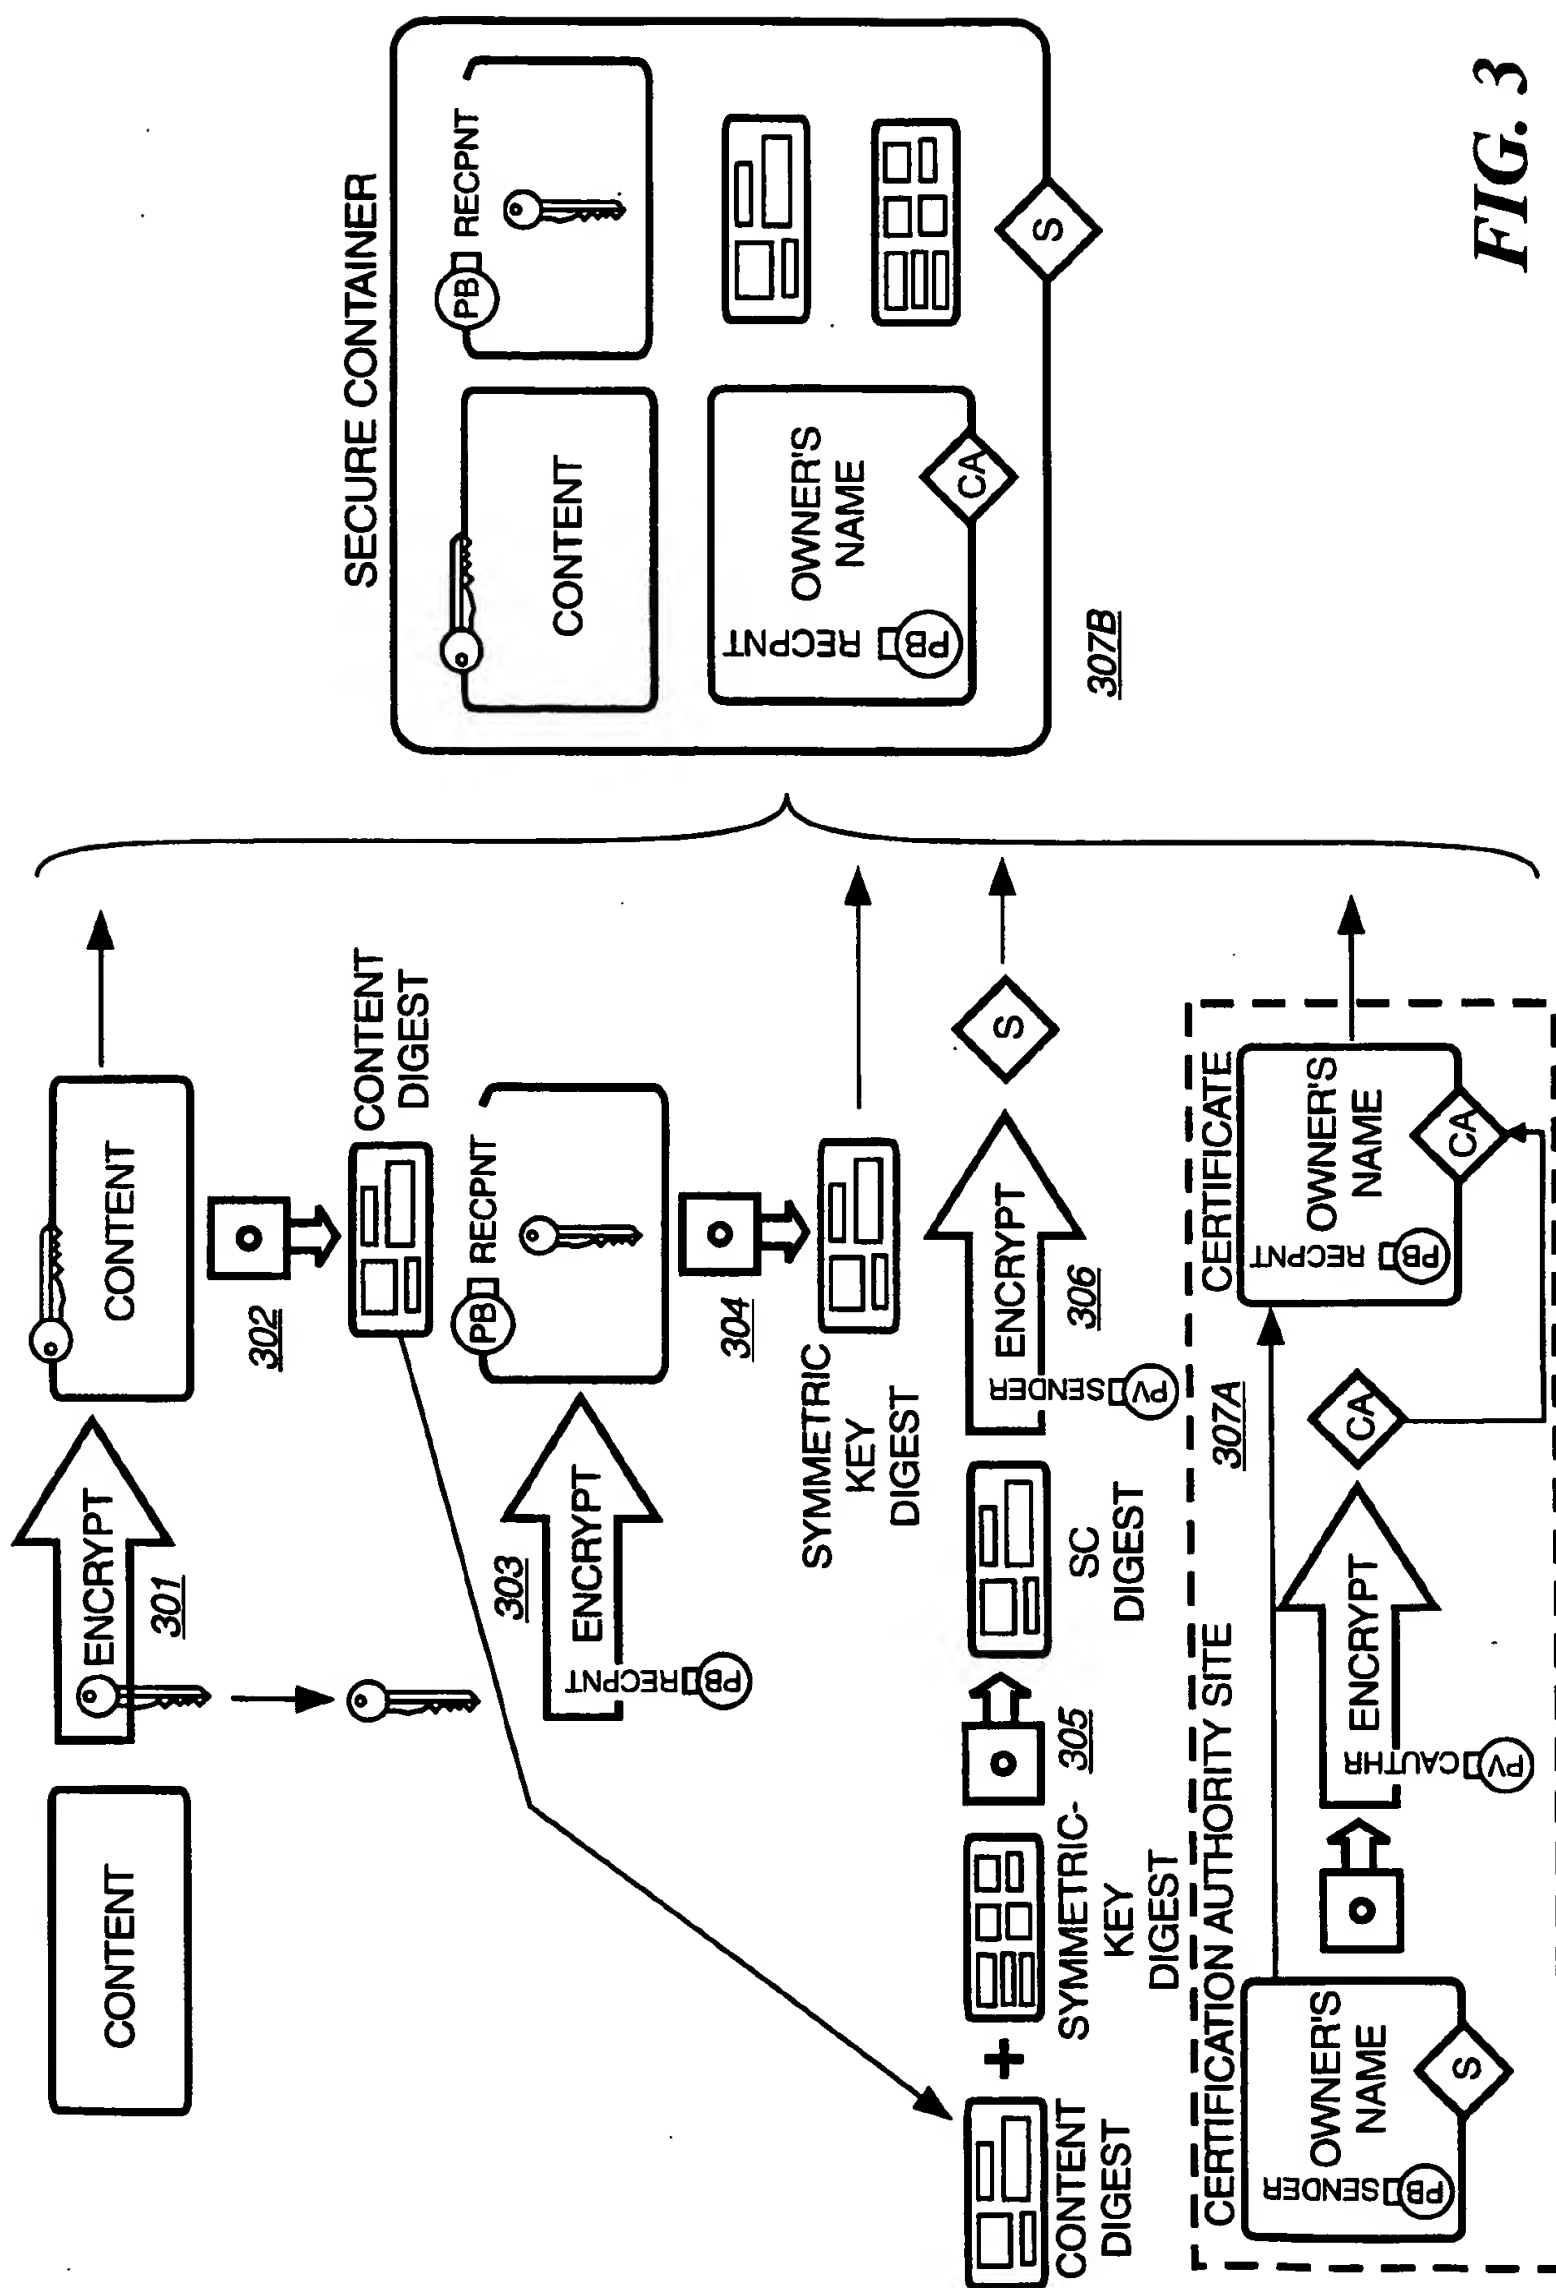 CONTENT
ENCRYPT
301
CONTENT
302
CONTENT
DIGEST
303
ENCRYPT
RECPNT
PB
PB
RECPNT
304
SYMMETRIC
KEY
DIGEST
CONTENT
DIGEST
+
SYMMETRIC-
KEY
DIGEST
305
SC
DIGEST
ENCRYPT
SENDER
PV
306
S
CERTIFICATION AUTHORITY SITE
OWNER'S
NAME
SENDER
PB
S
ENCRYPT
CAUTHR
PV
CA
307A
CERTIFICATE
OWNER'S
NAME
RECPNT
PB
CA
SECURE CONTAINER
CONTENT
PB
RECPNT
OWNER'S
NAME
RECPNT
PB
CA
S
307B
FIG. 3